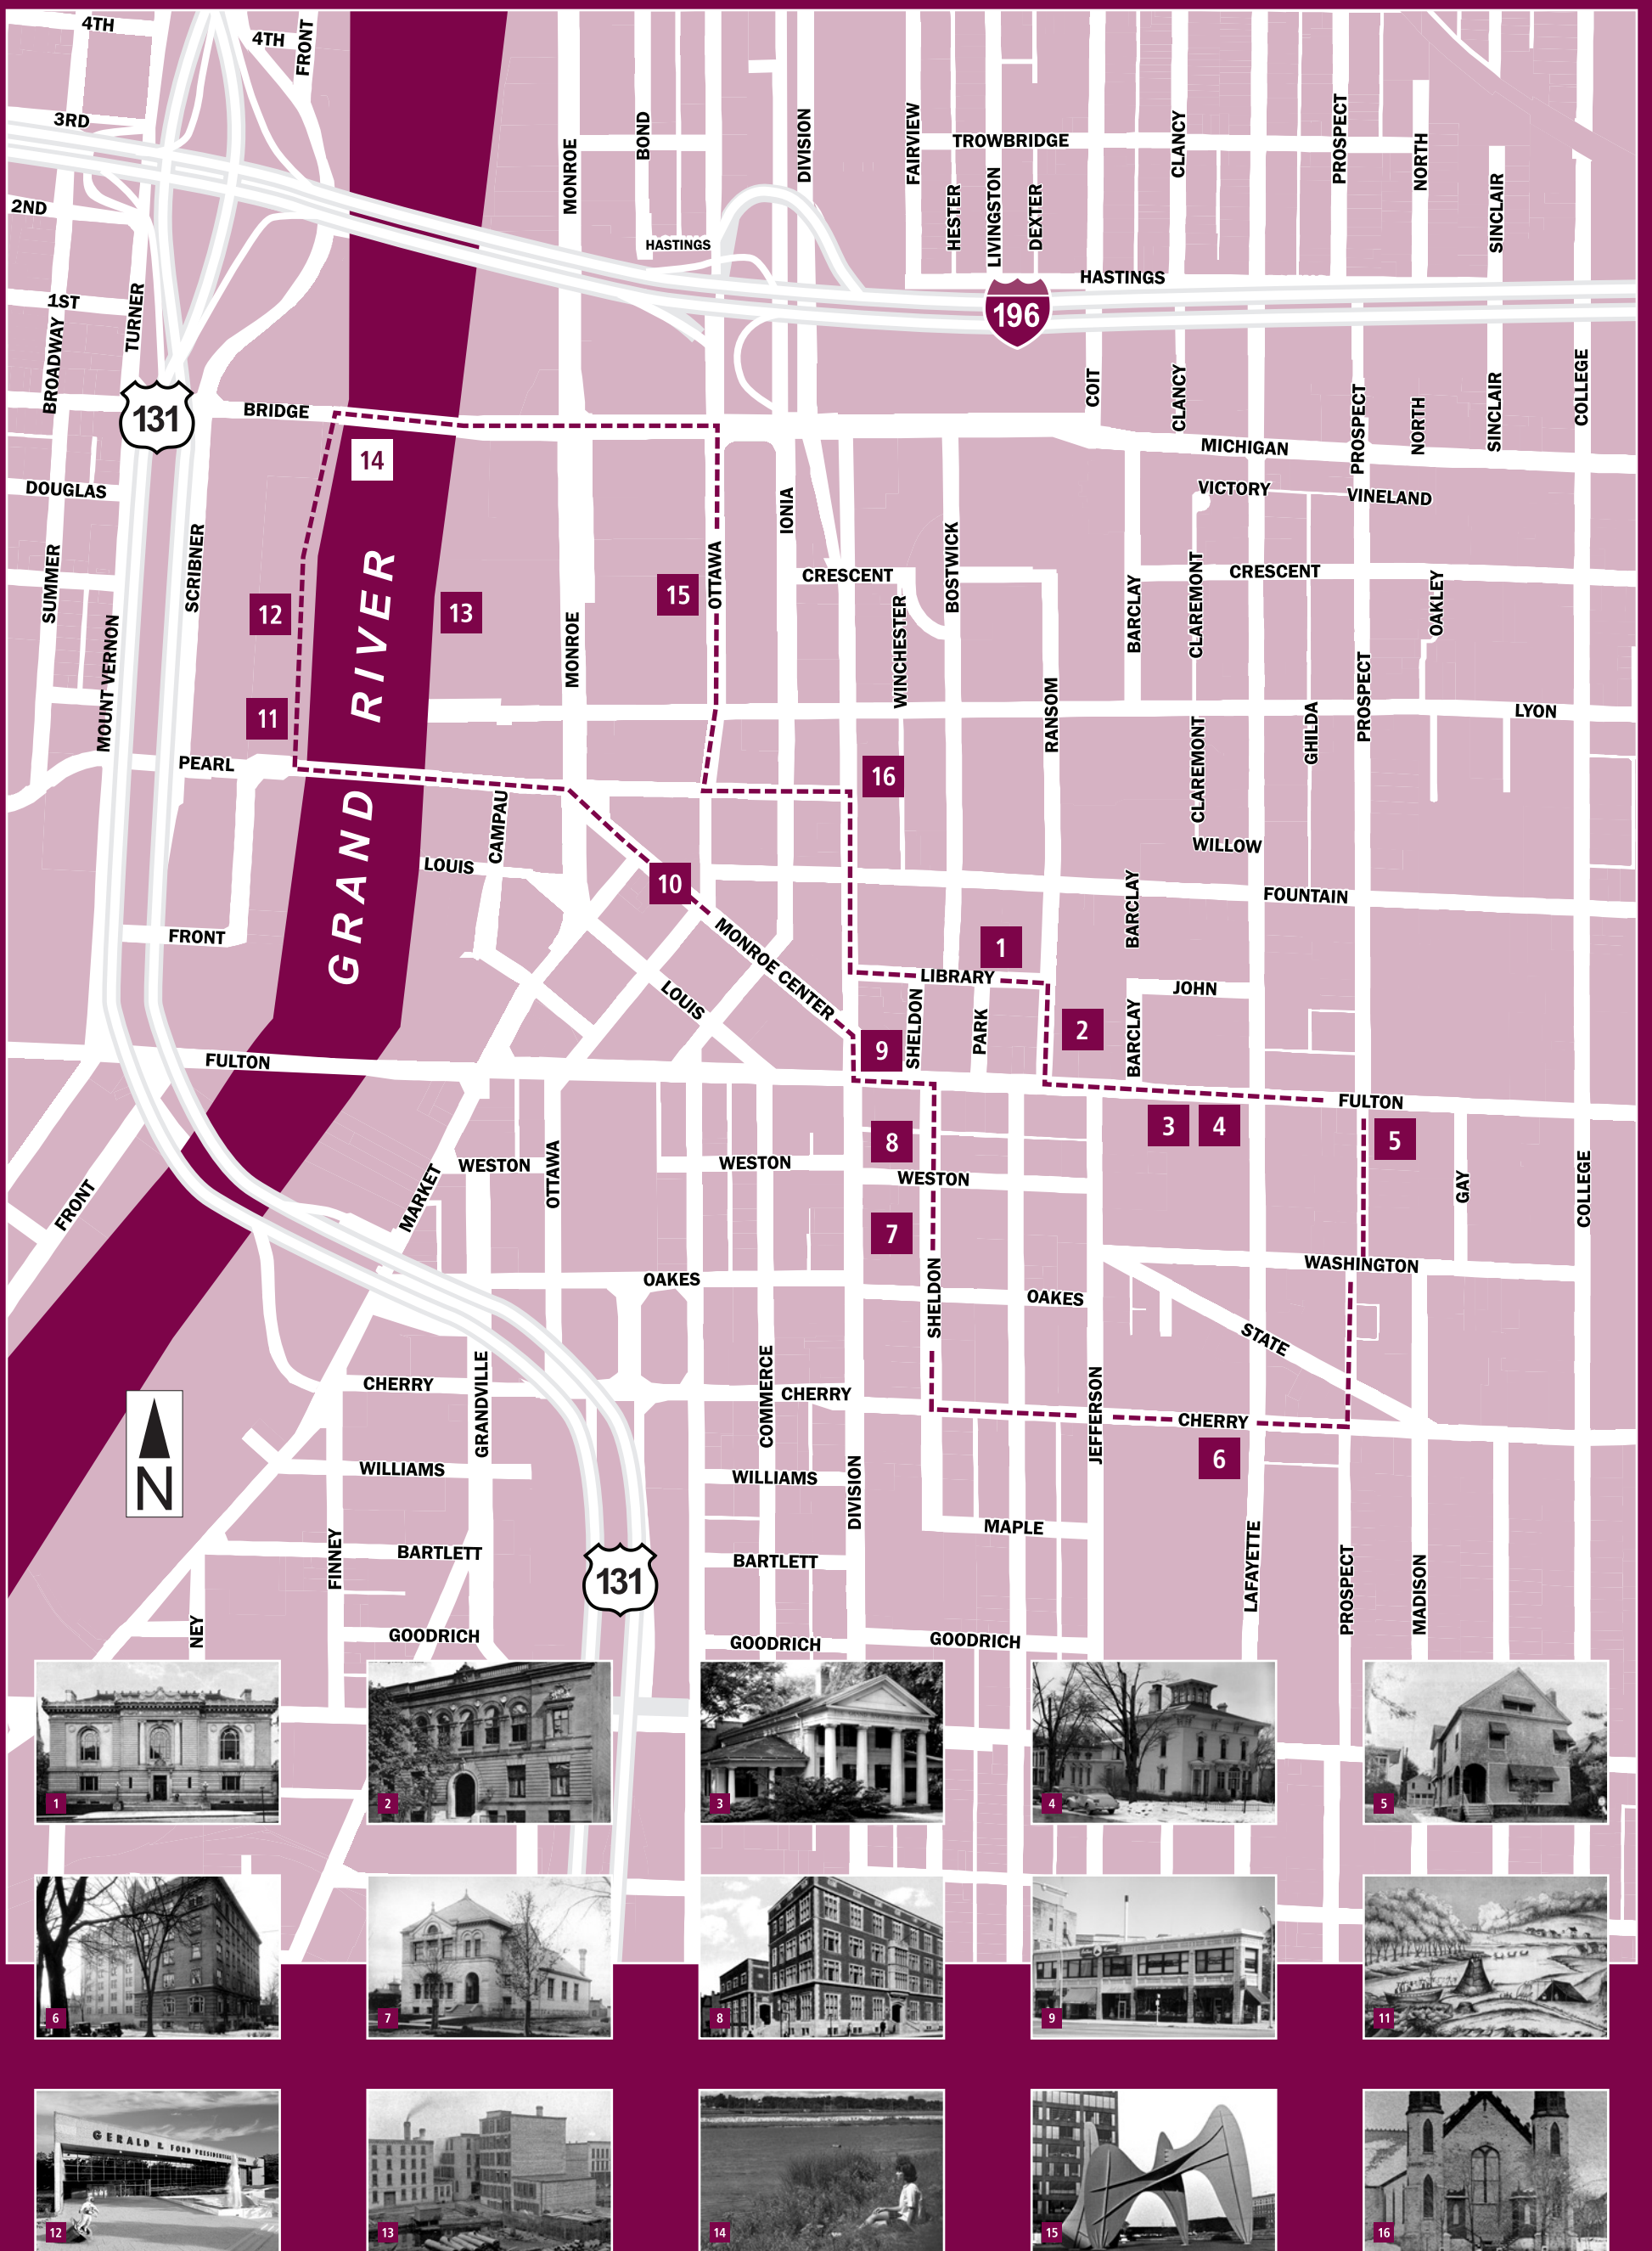 4TH
4TH
FRONT
3RD
2ND
1ST
BROADWAY
TURNER
MONROE
BOND
DIVISION
FAIRVIEW
TROWBRIDGE
CLANCY
PROSPECT
NORTH
HESTER
LIVINGSTON
DEXTER
SINCLAIR
HASTINGS
HASTINGS
196
131
BRIDGE
COIT
CLANCY
PROSPECT
NORTH
SINCLAIR
COLLEGE
MICHIGAN
14
DOUGLAS
VICTORY
VINELAND
SUMMER
SCRIBNER
IONIA
OTTAWA
BOSTWICK
CRESCENT
CRESCENT
BARCLAY
CLAREMONT
OAKLEY
12
13
15
GRAND RIVER
MONROE
WINCHESTER
MOUNT VERNON
11
RANSOM
PROSPECT
GHILDA
LYON
PEARL
16
CLAREMONT
CAMPAU
LOUIS
WILLOW
10
FOUNTAIN
BARCLAY
FRONT
MONROE CENTER
1
LIBRARY
LOUIS
SHELDON
PARK
JOHN
2
BARCLAY
9
FULTON
FULTON
3
4
5
8
WESTON
WESTON
WESTON
OTTAWA
MARKET
FRONT
GAY
COLLEGE
7
OAKES
SHELDON
OAKES
WASHINGTON
STATE
CHERRY
GRANDVILLE
COMMERCE
CHERRY
JEFFERSON
CHERRY
6
N
WILLIAMS
WILLIAMS
DIVISION
MAPLE
LAFAYETTE
PROSPECT
MADISON
FINNEY
BARTLETT
131
BARTLETT
NEY
GOODRICH
GOODRICH
GOODRICH
1
2
3
4
5
6
7
8
9
11
GERALD R. FORD PRESIDENTIAL
12
13
14
15
16